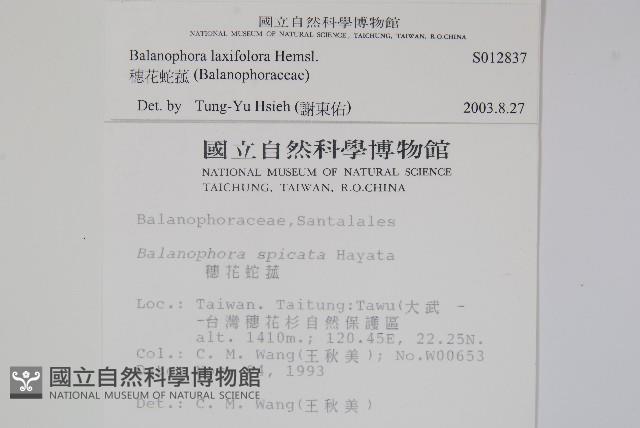 國立自然科學博物館
NATIONAL MUSEUM OF NATURAL SCIENCE, TAICHUNG, TAIWAN, R.O.CHINA
Balanophora laxifolora Hemsl. S012837
穗花蛇菰 (Balanophoraceae)
Det. by Tung-Yu Hsieh (謝東佑) 2003.8.27
國立自然科學博物館
NATIONAL MUSEUM OF NATURAL SCIENCE
TAICHUNG, TAIWAN, R.O.CHINA
Balanophoraceae,Santalales
Balanophora spicata Hayata
穗花蛇菰
Loc.: Taiwan. Taitung:Tawu(大武 -
-台灣穗花杉自然保護區
alt. 1410m.; 120.45E, 22.25N.
Col.: C. M. Wang(王秋美); No.W00653
1993
Det.: C. M. Wang(王秋美)
國立自然科學博物館
NATIONAL MUSEUM OF NATURAL SCIENCE